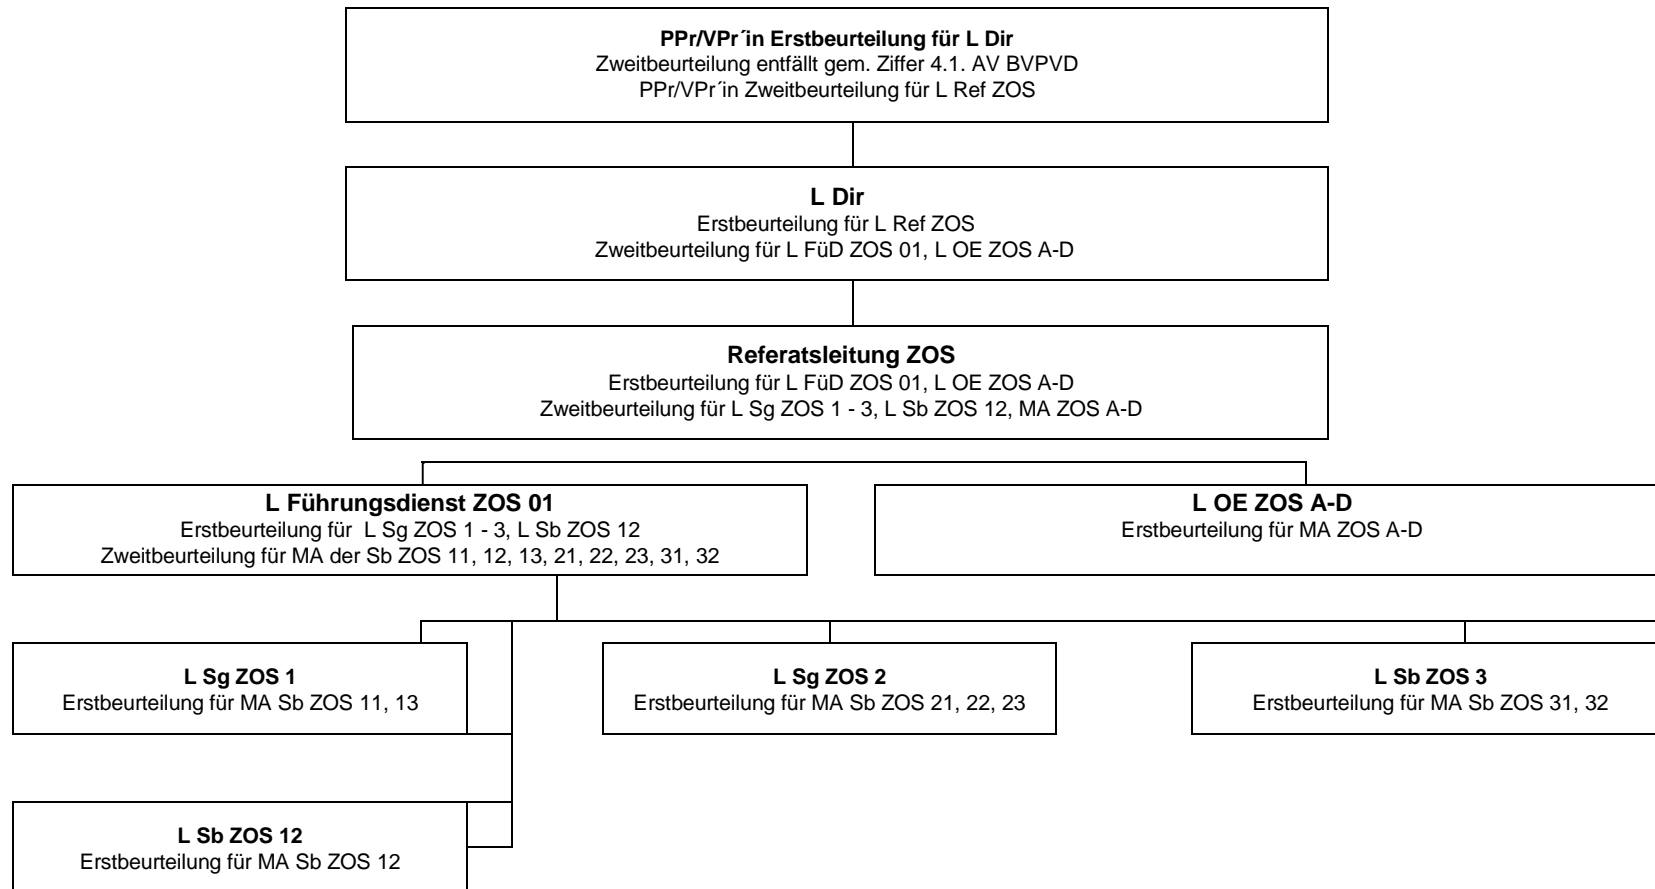 PPr/VPr´in Erstbeurteilung für L Dir
Zweitbeurteilung entfällt gem. Ziffer 4.1. AV BVPVD
PPr/VPr´in Zweitbeurteilung für L Ref ZOS
L Dir
Erstbeurteilung für L Ref ZOS
Zweitbeurteilung für L FüD ZOS 01, L OE ZOS A-D
Referatsleitung ZOS
Erstbeurteilung für L FüD ZOS 01, L OE ZOS A-D
Zweitbeurteilung für L Sg ZOS 1 - 3, L Sb ZOS 12, MA ZOS A-D
L Führungsdienst ZOS 01
Erstbeurteilung für L Sg ZOS 1 - 3, L Sb ZOS 12
Zweitbeurteilung für MA der Sb ZOS 11, 12, 13, 21, 22, 23, 31, 32
L OE ZOS A-D
Erstbeurteilung für MA ZOS A-D
L Sg ZOS 1
Erstbeurteilung für MA Sb ZOS 11, 13
L Sg ZOS 2
Erstbeurteilung für MA Sb ZOS 21, 22, 23
L Sb ZOS 3
Erstbeurteilung für MA Sb ZOS 31, 32
L Sb ZOS 12
Erstbeurteilung für MA Sb ZOS 12